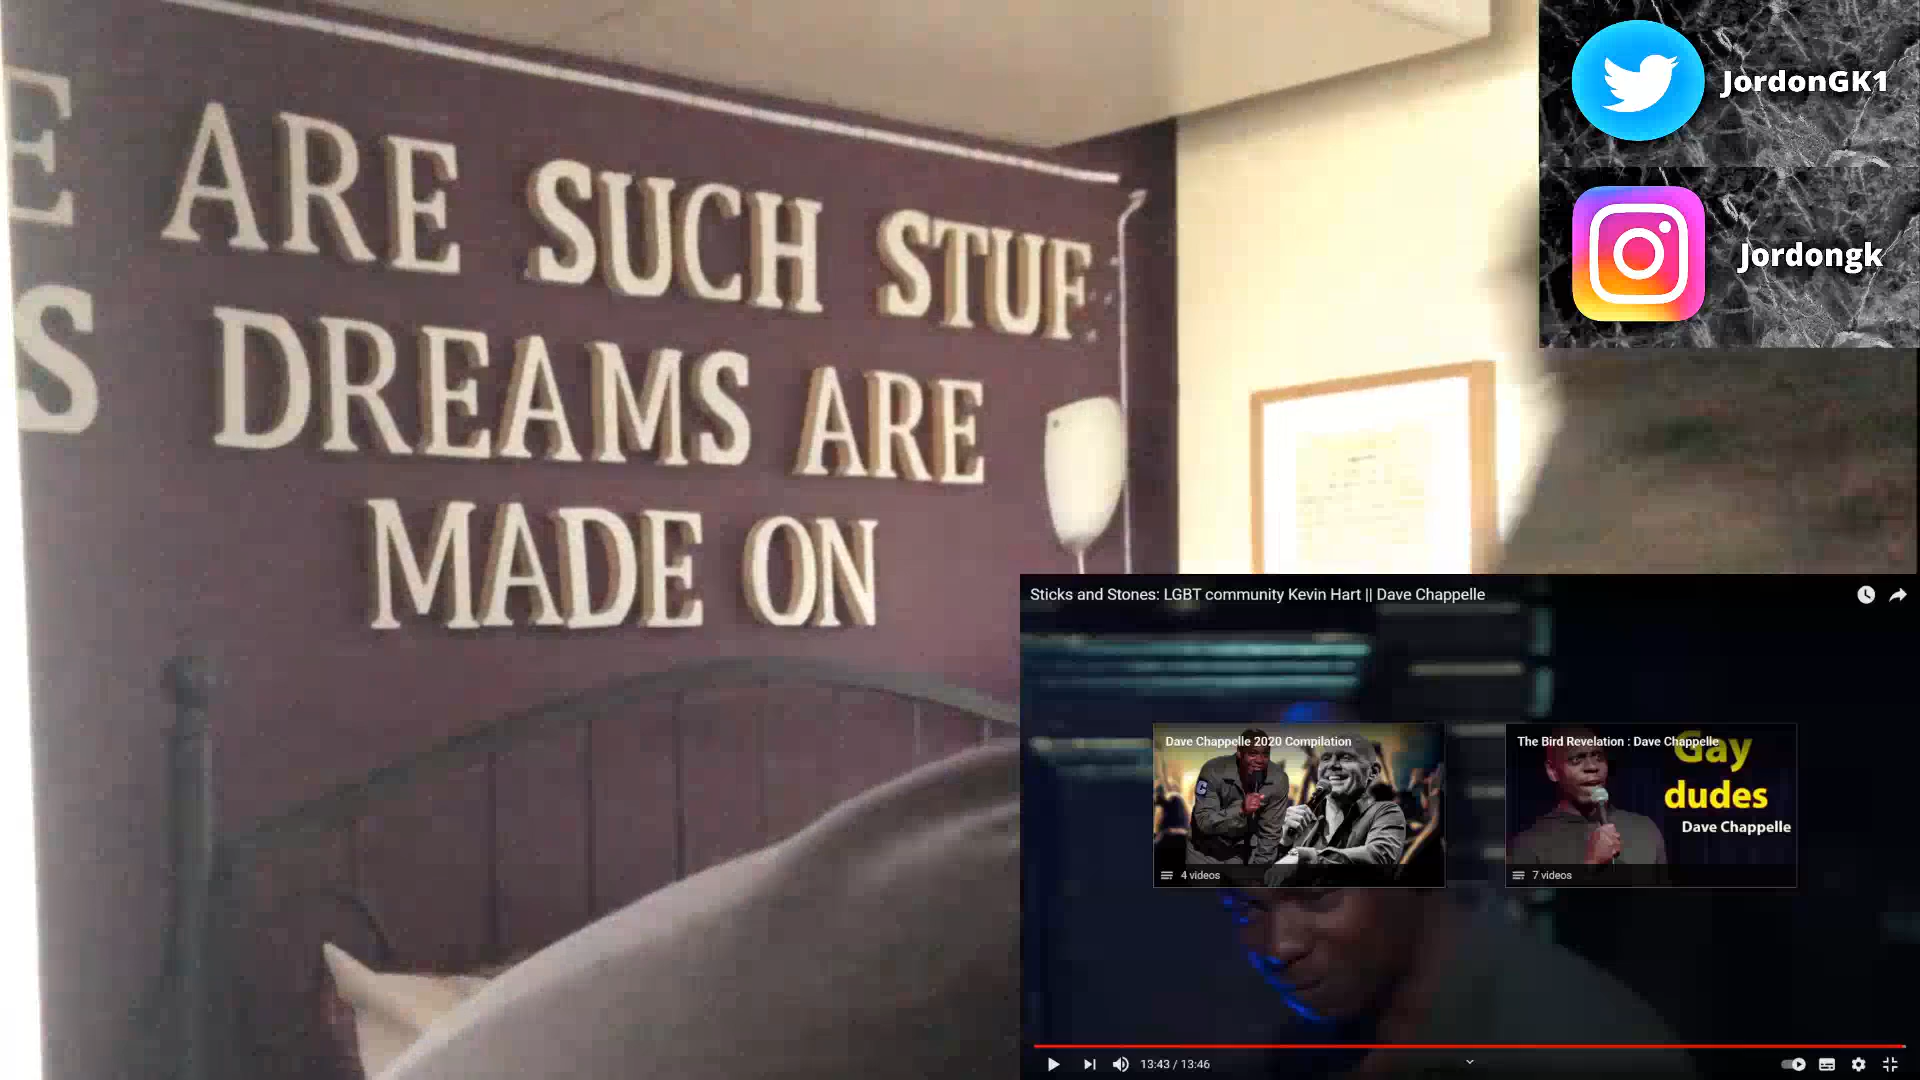 E ARE SUCH STUF
S DREAMS ARE
MADE ON
JordonGK1
Jordongk
Sticks and Stones: LGBT community Kevin Hart || Dave Chappelle
Dave Chappelle 2020 Compilation
4 videos
The Bird Revelation : Dave Chappelle
Gay
dudes
Dave Chappelle
7 videos
13:43 / 13:46